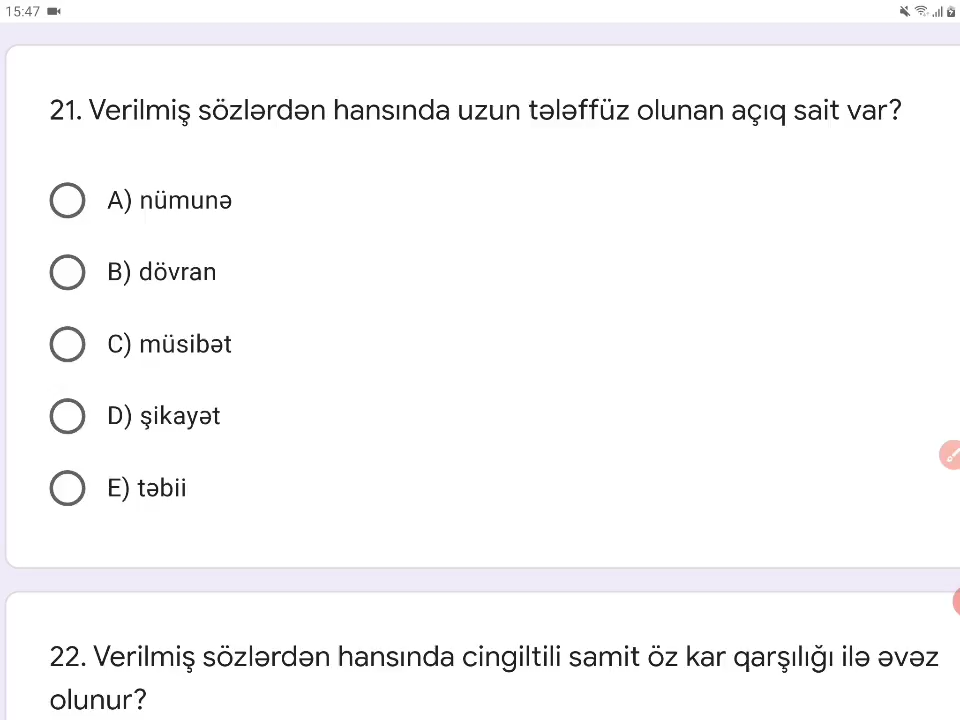 15:47
21. Verilmiş sözlərdən hansında uzun tələffüz olunan açıq sait var?
A) nümunə
B) dövran
C) müsibət
D) şikayət
E) təbii
22. Verilmiş sözlərdən hansında cingiltili samit öz kar qarşılığı ilə əvəz
olunur?